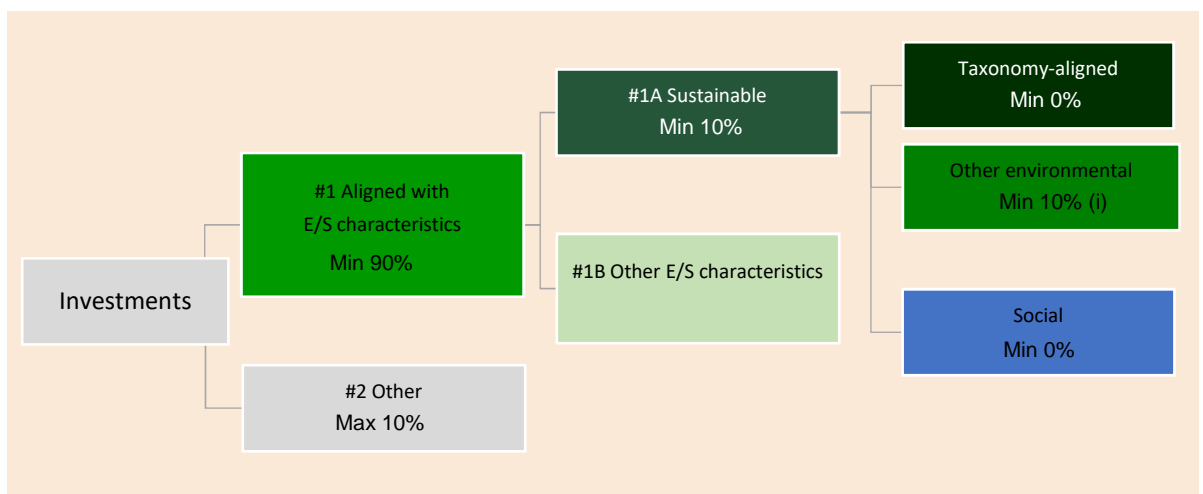 Investments
#1 Aligned with
E/S characteristics
Min 90%
#2 Other
Max 10%
#1A Sustainable
Min 10%
#1B Other E/S characteristics
Taxonomy-aligned
Min 0%
Other environmental
Min 10% (i)
Social
Min 0%